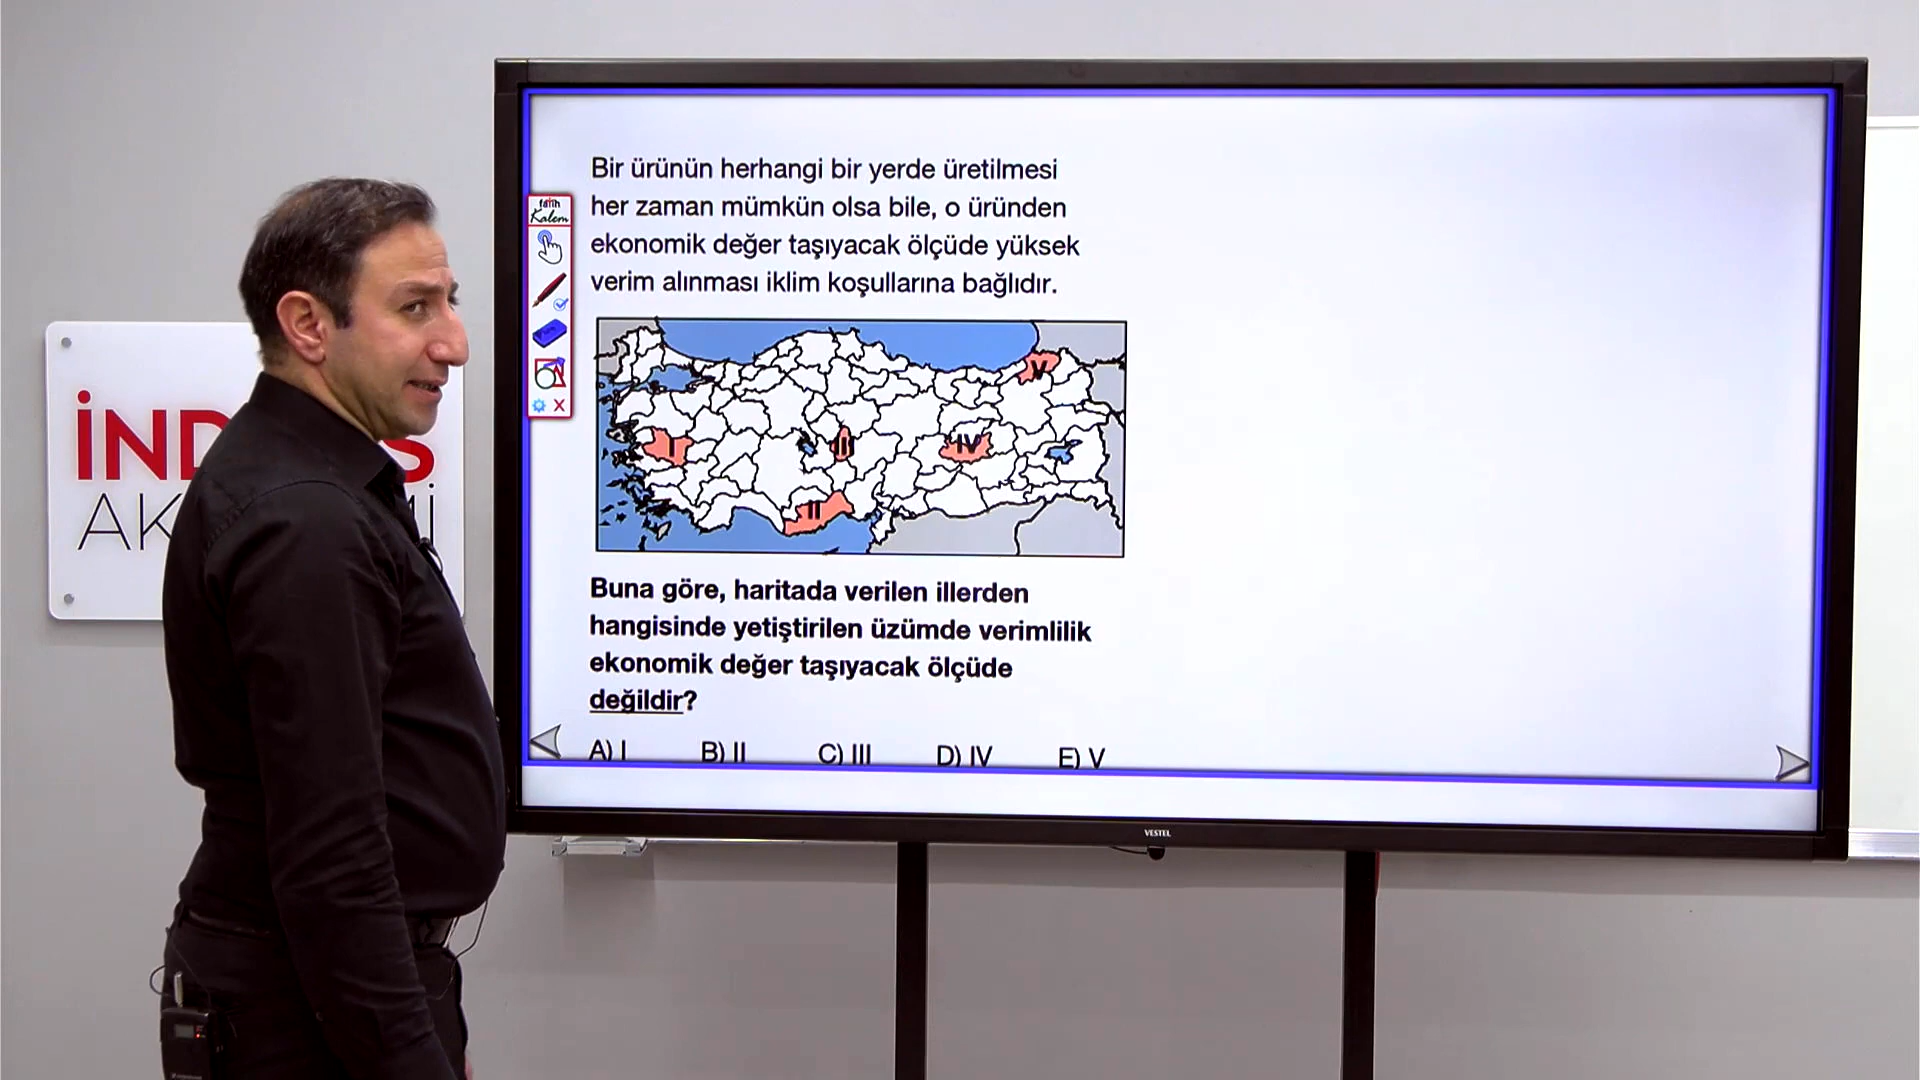 Bir ürünün herhangi bir yerde üretilmesi
her zaman mümkün olsa bile, o üründen
ekonomik değer taşıyacak ölçüde yüksek
verim alınması iklim koşullarına bağlıdır.
fatih
Kalem
X
V
I
III
IV
II
Buna göre, haritada verilen illerden
hangisinde yetiştirilen üzümde verimlilik
ekonomik değer taşıyacak ölçüde
değildir?
A) I B) II C) III D) IV E) V
VESTEL